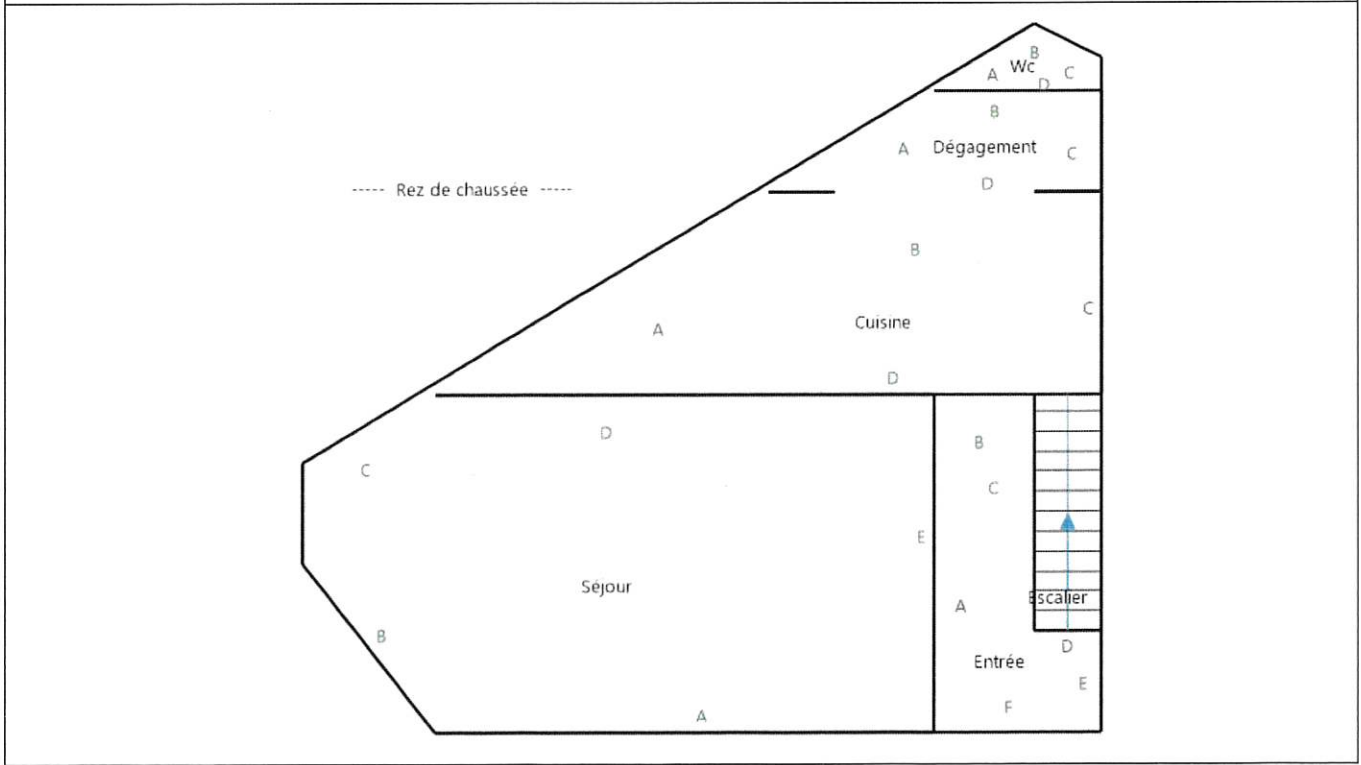 B
Wc
A
C
D
B
Dégagement
A
C
D
----- Rez de chaussée -----
B
C
Cuisine
A
D
D
B
C
C
E
Séjour
Escalier
A
B
D
Entrée
E
F
A